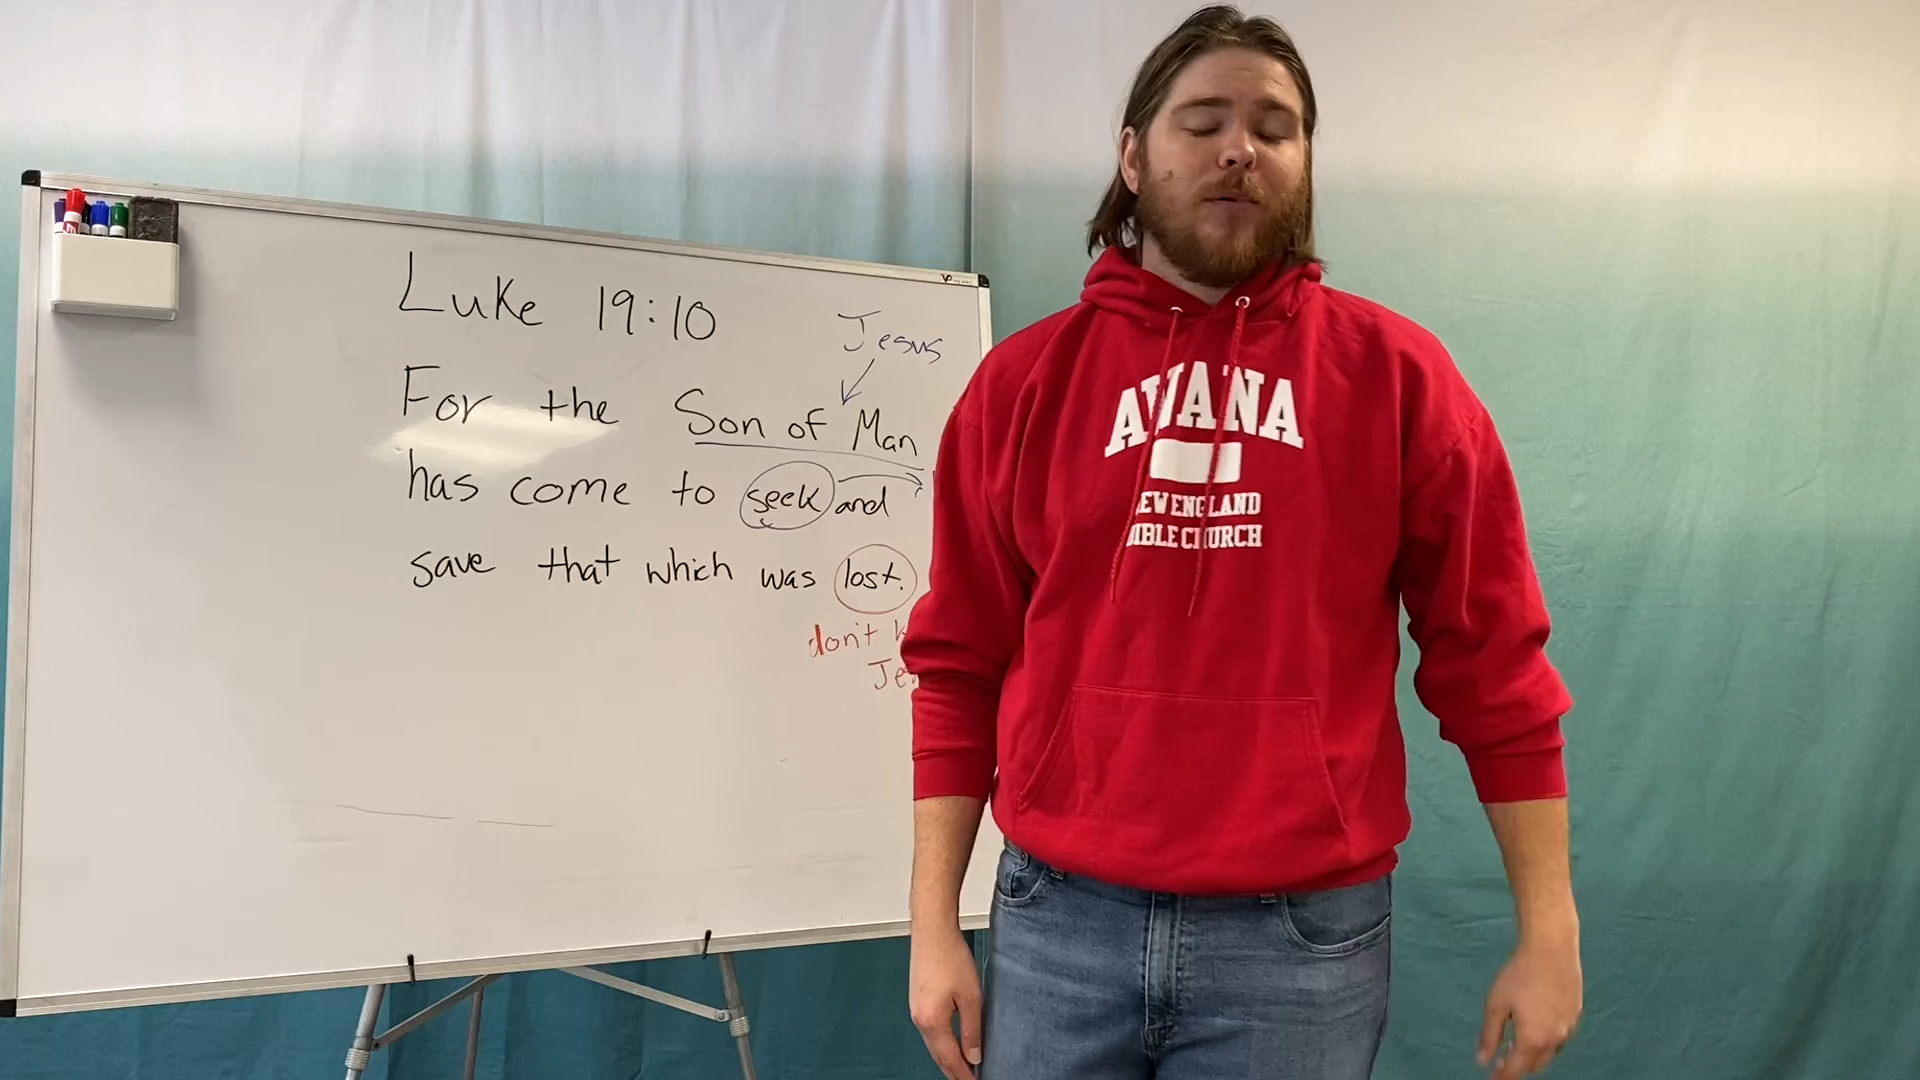 Luke 19:10
Jesus
For the Son of Man
has come to seek and
save that which was lost.
don't
AWANA
NEW ENGLAND
BIBLE CHURCH